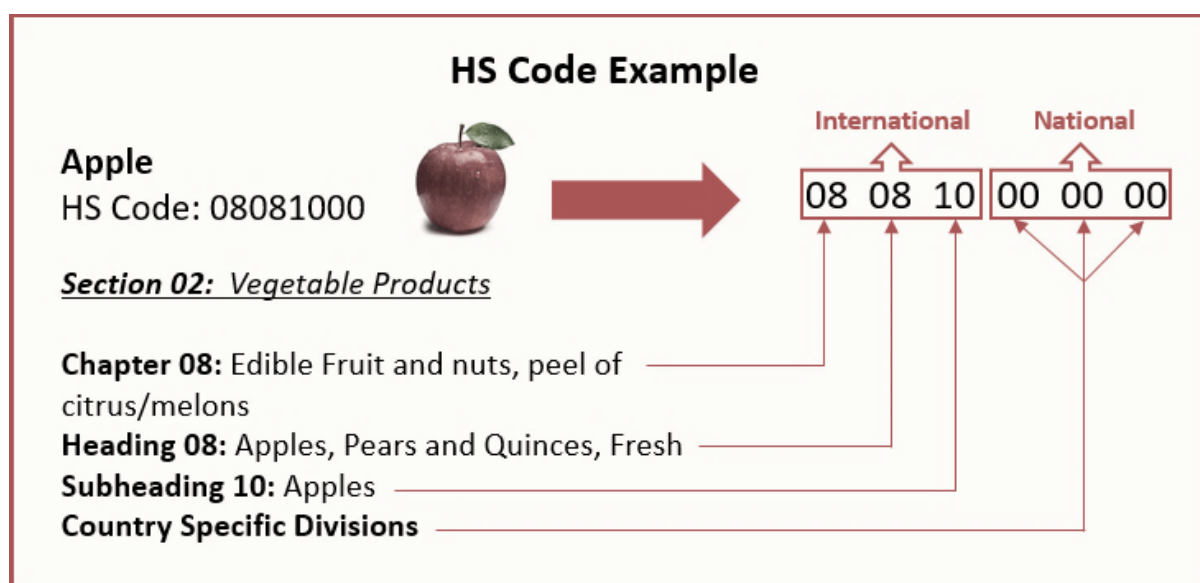 HS Code Example
International
National
Apple
HS Code: 08081000
08 08 10 00 00 00
Section 02: Vegetable Products
Chapter 08: Edible Fruit and nuts, peel of
citrus/melons
Heading 08: Apples, Pears and Quinces, Fresh
Subheading 10: Apples
Country Specific Divisions